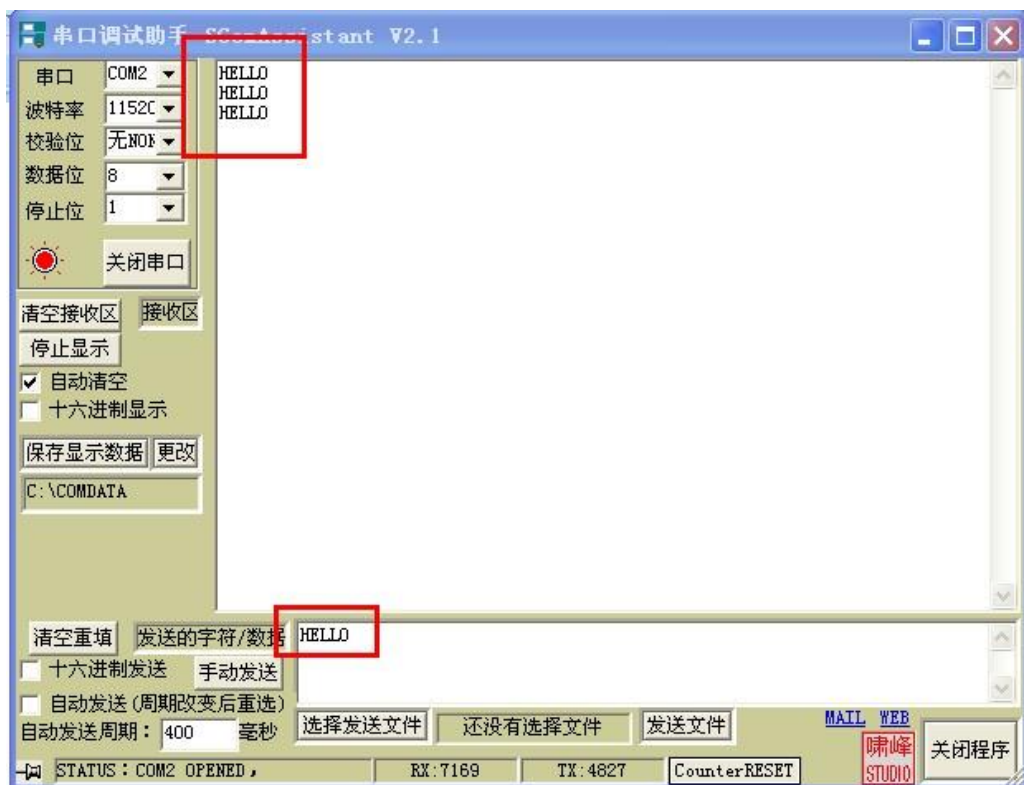 串口调试助手 SComAssistant V2.1
串口 COM2
波特率 11520
校验位 无NON
数据位 8
停止位 1
关闭串口
清空接收区 接收区
停止显示
自动清空
十六进制显示
保存显示数据 更改
C:\COMDATA
HELLO
HELLO
HELLO
清空重填 发送的字符/数据 HELLO
十六进制发送 手动发送
自动发送(周期改变后重选)
自动发送周期: 400 毫秒 选择发送文件 还没有选择文件 发送文件
MAIL WEB
啸峰
STUDIO
关闭程序
STATUS:COM2 OPENED, RX:7169 TX:4827 CounterRESET